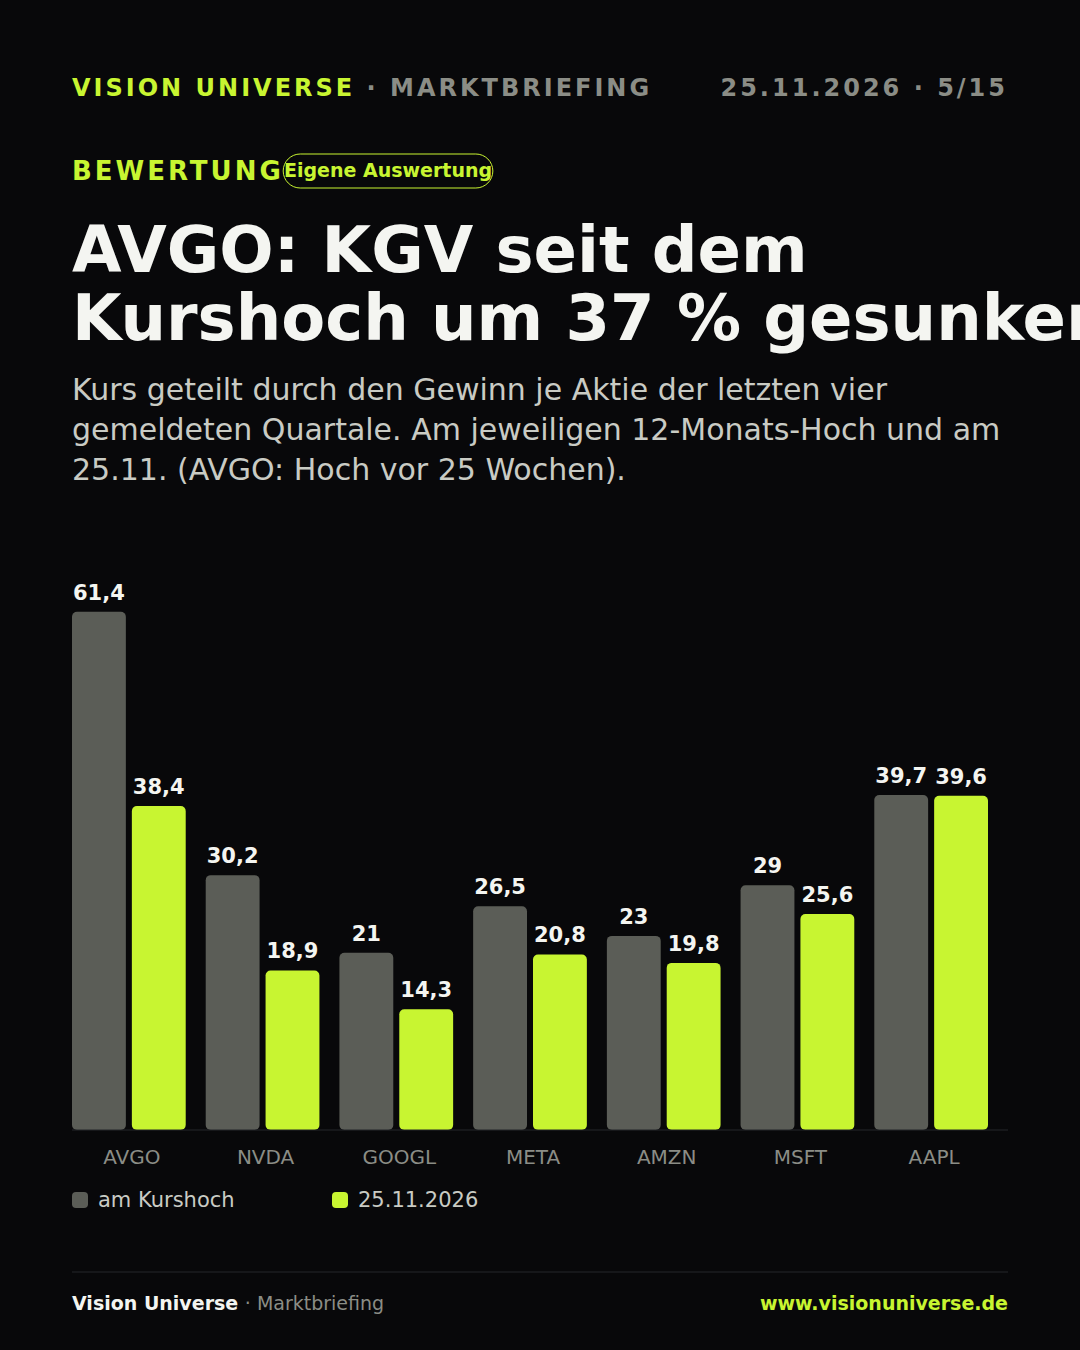 VISION UNIVERSE · MARKTBRIEFING 25.11.2026 · 5/15
BEWERTUNG Eigene Auswertung
AVGO: KGV seit dem
Kurshoch um 37 % gesunken
Kurs geteilt durch den Gewinn je Aktie der letzten vier
gemeldeten Quartale. Am jeweiligen 12-Monats-Hoch und am
25.11. (AVGO: Hoch vor 25 Wochen).
61,4 38,4 30,2 18,9 21 14,3 26,5 20,8 23 19,8 29 25,6 39,7 39,6
AVGO NVDA GOOGL META AMZN MSFT AAPL
am Kurshoch 25.11.2026
Vision Universe · Marktbriefing www.visionuniverse.de